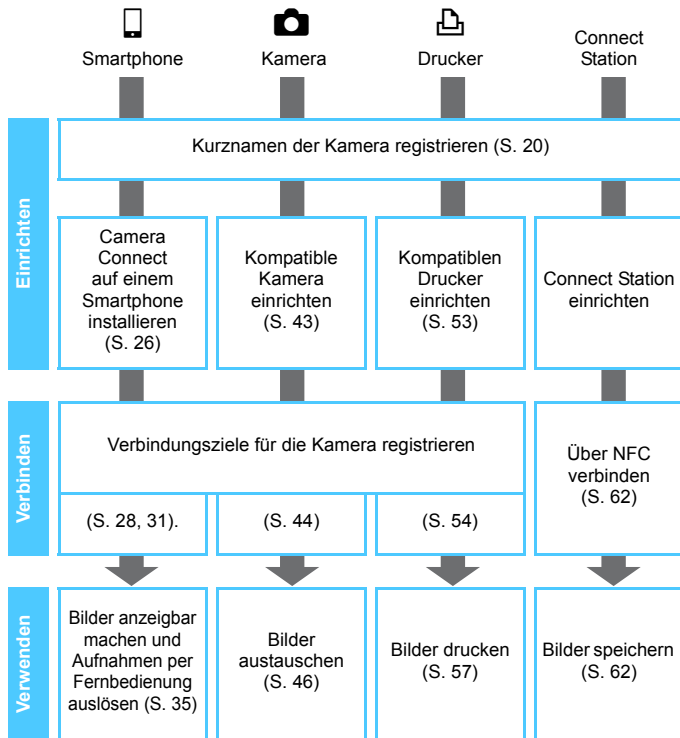 Smartphone
Kamera
Drucker
Connect
Station
Einrichten
Kurznamen der Kamera registrieren (S. 20)
Camera
Connect
auf einem
Smartphone
installieren
(S. 26)
Kompatible
Kamera
einrichten
(S. 43)
Kompatiblen
Drucker
einrichten
(S. 53)
Connect Station
einrichten
Verbinden
Verbindungsziele für die Kamera registrieren
(S. 28, 31).
(S. 44)
(S. 54)
Über NFC
verbinden
(S. 62)
Verwenden
Bilder anzeigbar
machen und
Aufnahmen per
Fernbedienung
auslösen (S. 35)
Bilder
austauschen
(S. 46)
Bilder drucken
(S. 57)
Bilder speichern
(S. 62)